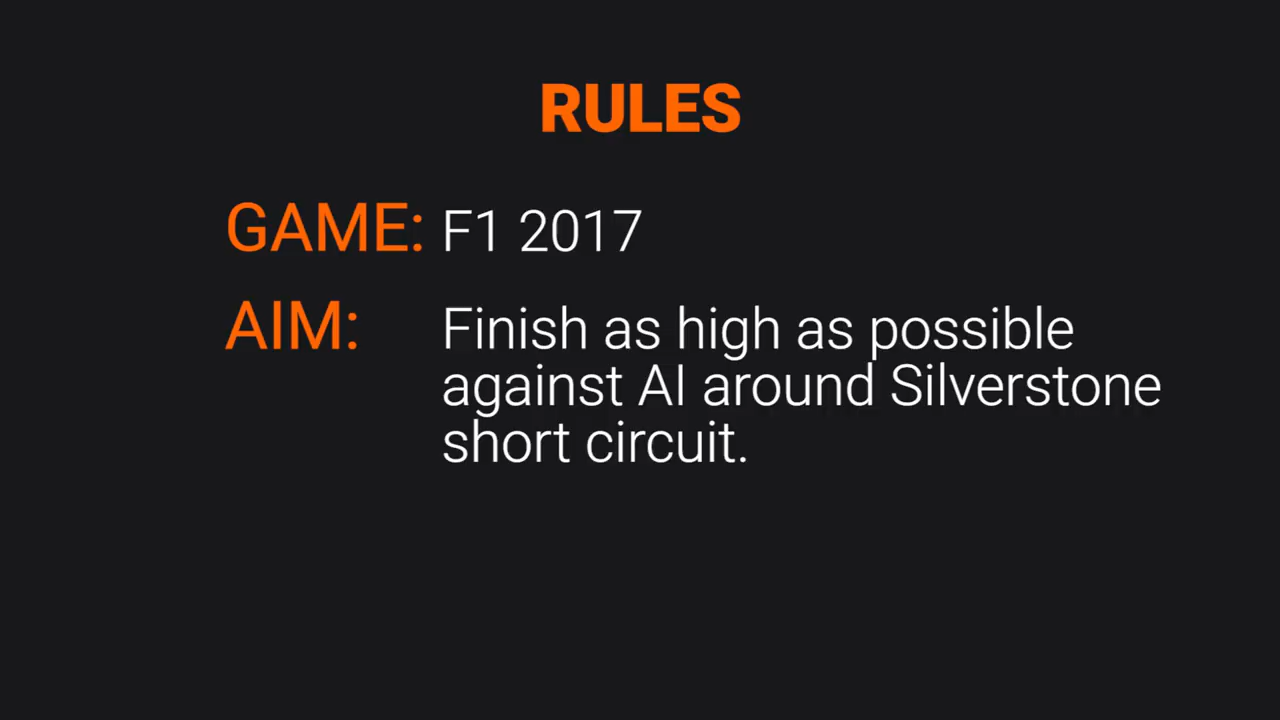 RULES
GAME: F1 2017
AIM: Finish as high as possible
against AI around Silverstone
short circuit.